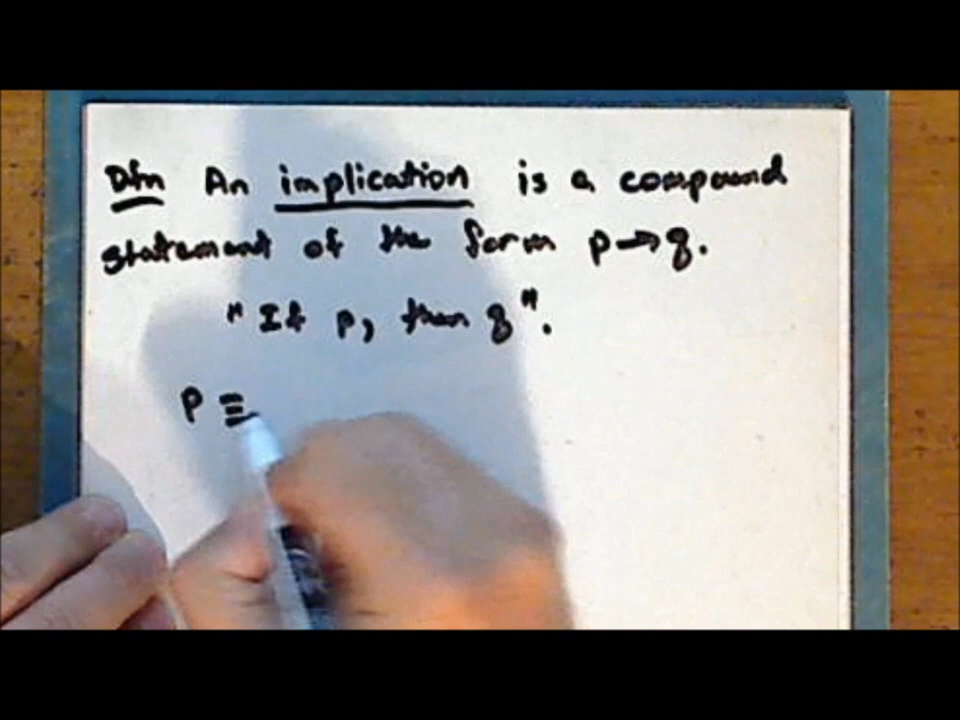 Dfn An implication is a compound
statement of the form p→q.
"If p, then q".
p ≡